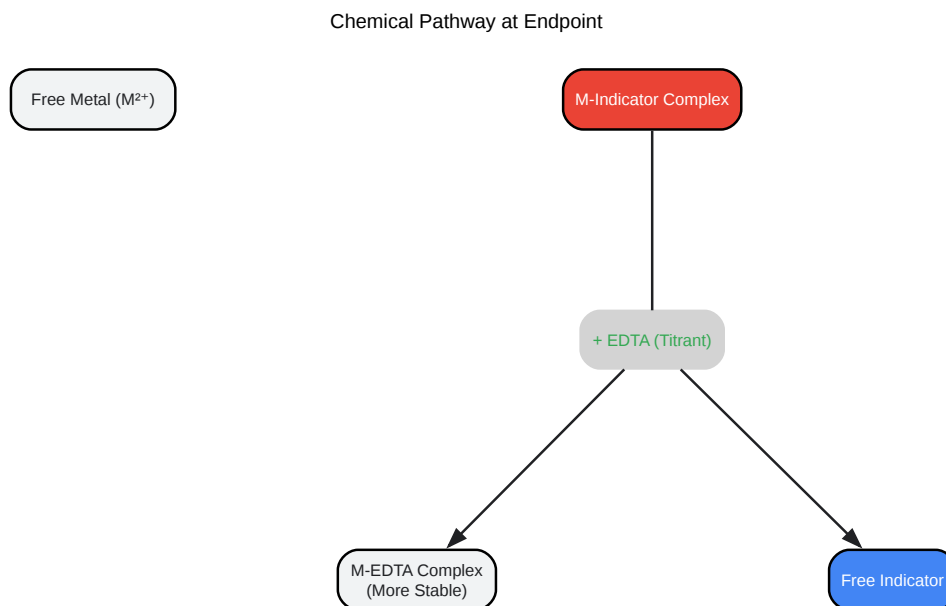 Chemical Pathway at Endpoint
Free Metal (M²⁺)
M-Indicator Complex
+ EDTA (Titrant)
M-EDTA Complex
(More Stable)
Free Indicator